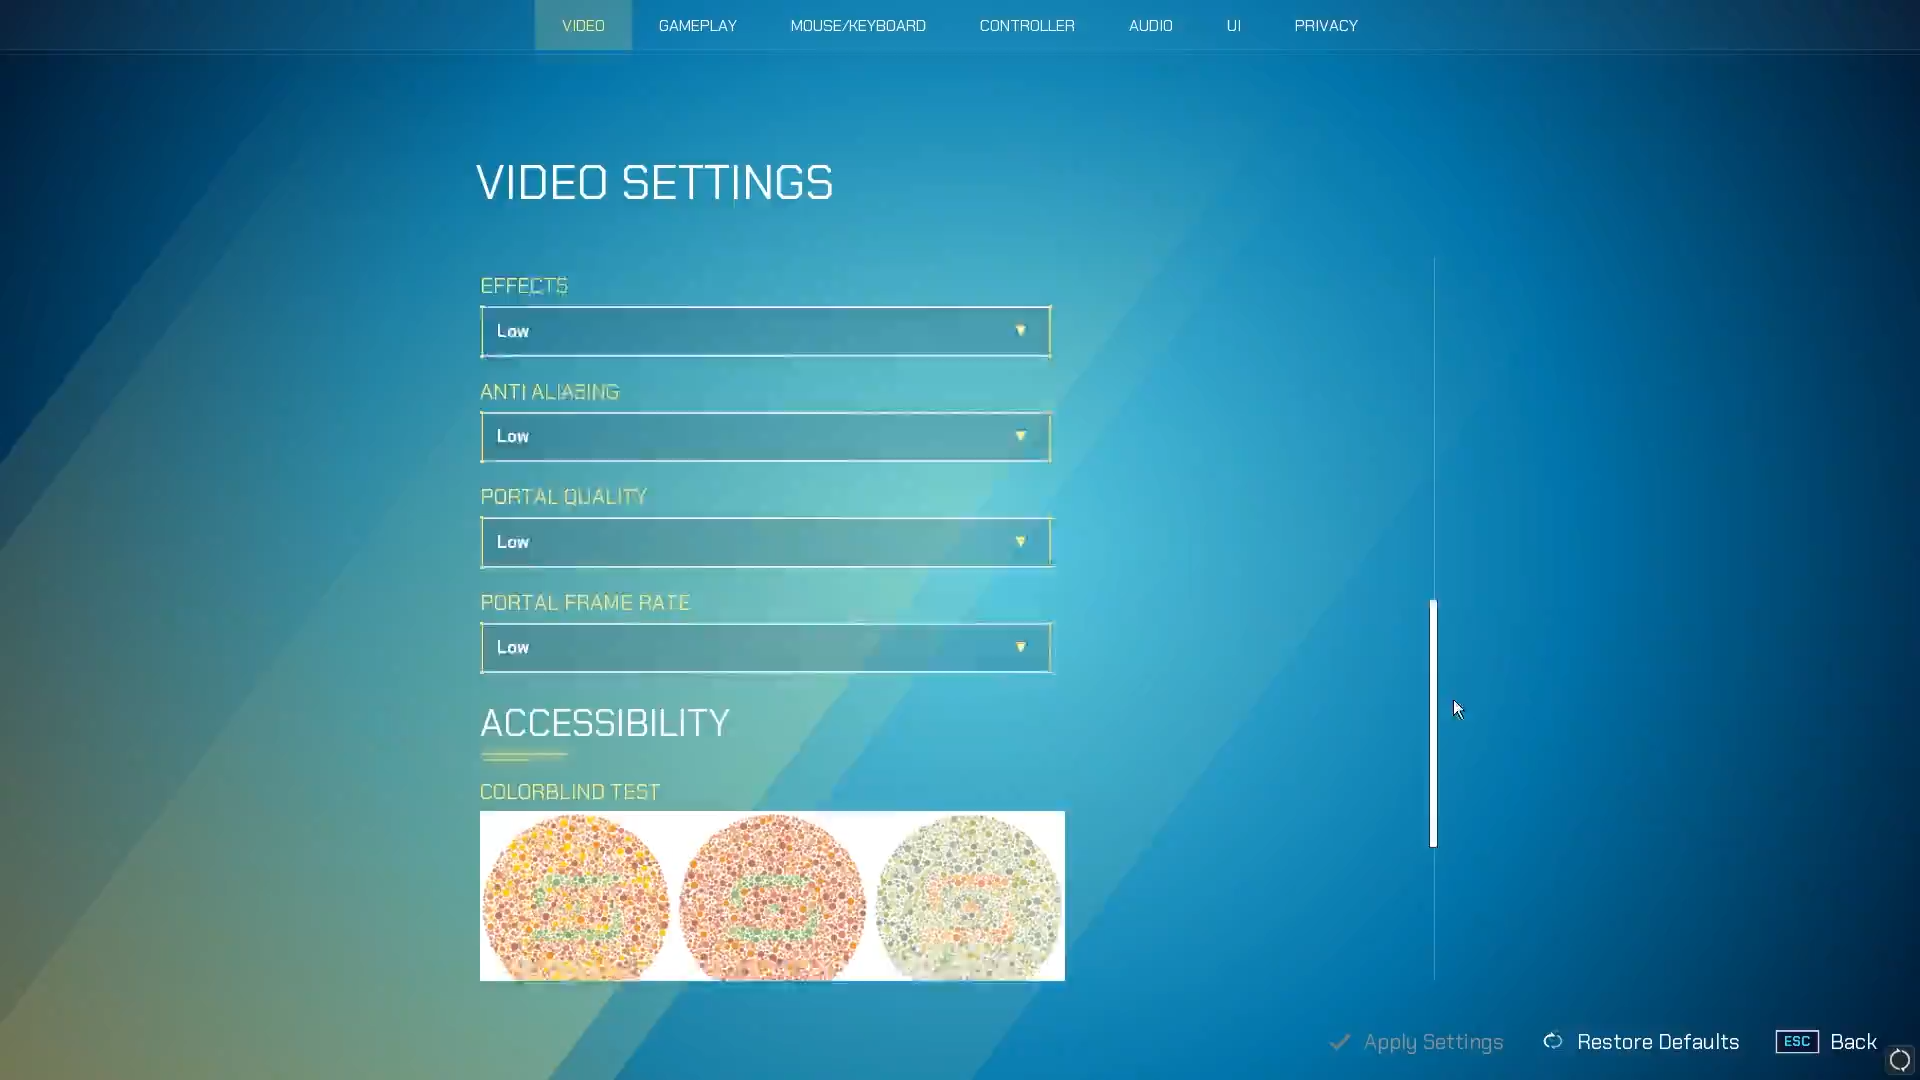 VIDEO GAMEPLAY MOUSE/KEYBOARD CONTROLLER AUDIO UI PRIVACY
VIDEO SETTINGS
EFFECTS
Low
ANTI ALIASING
Low
PORTAL QUALITY
Low
PORTAL FRAME RATE
Low
ACCESSIBILITY
COLORBLIND TEST
Apply Settings Restore Defaults ESC Back